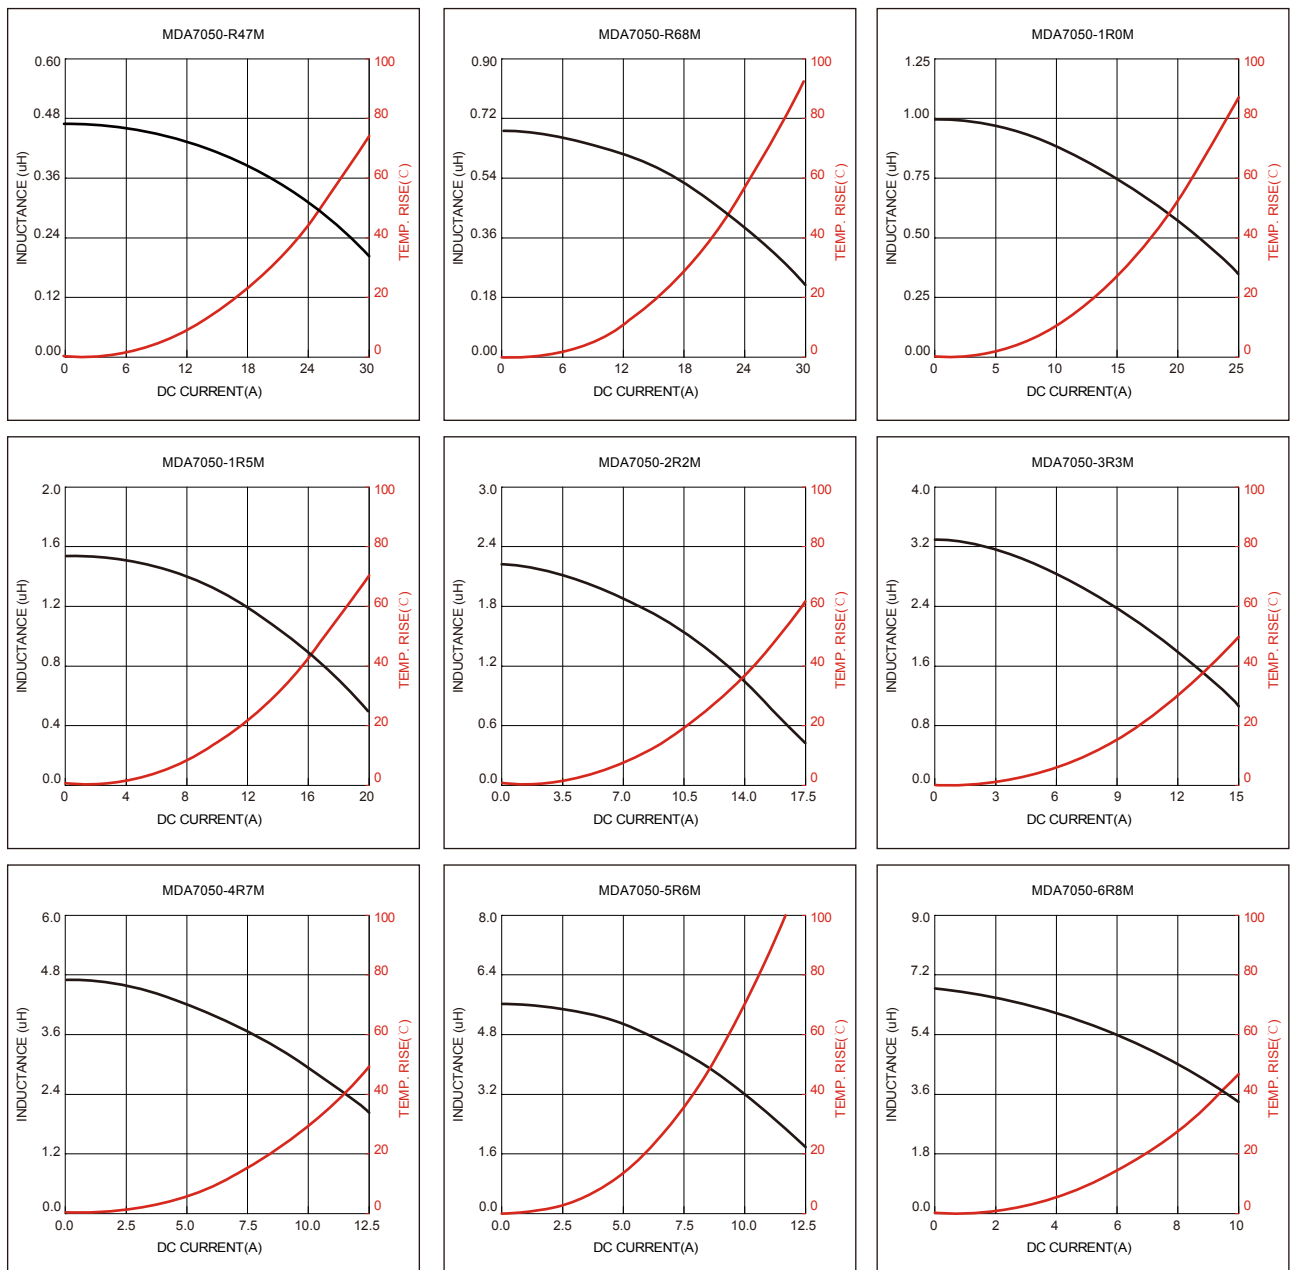 MDA7050-R47M
INDUCTANCE (uH)
0.60
0.48
0.36
0.24
0.12
0.00
100
80
60
40
20
0
TEMP. RISE(℃)
0 6 12 18 24 30
DC CURRENT(A)
MDA7050-R68M
INDUCTANCE (uH)
0.90
0.72
0.54
0.36
0.18
0.00
100
80
60
40
20
0
TEMP. RISE(℃)
0 6 12 18 24 30
DC CURRENT(A)
MDA7050-1R0M
INDUCTANCE (uH)
1.25
1.00
0.75
0.50
0.25
0.00
100
80
60
40
20
0
TEMP. RISE(℃)
0 5 10 15 20 25
DC CURRENT(A)
MDA7050-1R5M
INDUCTANCE (uH)
2.0
1.6
1.2
0.8
0.4
0.0
100
80
60
40
20
0
TEMP. RISE(℃)
0 4 8 12 16 20
DC CURRENT(A)
MDA7050-2R2M
INDUCTANCE (uH)
3.0
2.4
1.8
1.2
0.6
0.0
100
80
60
40
20
0
TEMP. RISE(℃)
0.0 3.5 7.0 10.5 14.0 17.5
DC CURRENT(A)
MDA7050-3R3M
INDUCTANCE (uH)
4.0
3.2
2.4
1.6
0.8
0.0
100
80
60
40
20
0
TEMP. RISE(℃)
0 3 6 9 12 15
DC CURRENT(A)
MDA7050-4R7M
INDUCTANCE (uH)
6.0
4.8
3.6
2.4
1.2
0.0
100
80
60
40
20
0
TEMP. RISE(℃)
0.0 2.5 5.0 7.5 10.0 12.5
DC CURRENT(A)
MDA7050-5R6M
INDUCTANCE (uH)
8.0
6.4
4.8
3.2
1.6
0.0
100
80
60
40
20
0
TEMP. RISE(℃)
0.0 2.5 5.0 7.5 10.0 12.5
DC CURRENT(A)
MDA7050-6R8M
INDUCTANCE (uH)
9.0
7.2
5.4
3.6
1.8
0.0
100
80
60
40
20
0
TEMP. RISE(℃)
0 2 4 6 8 10
DC CURRENT(A)